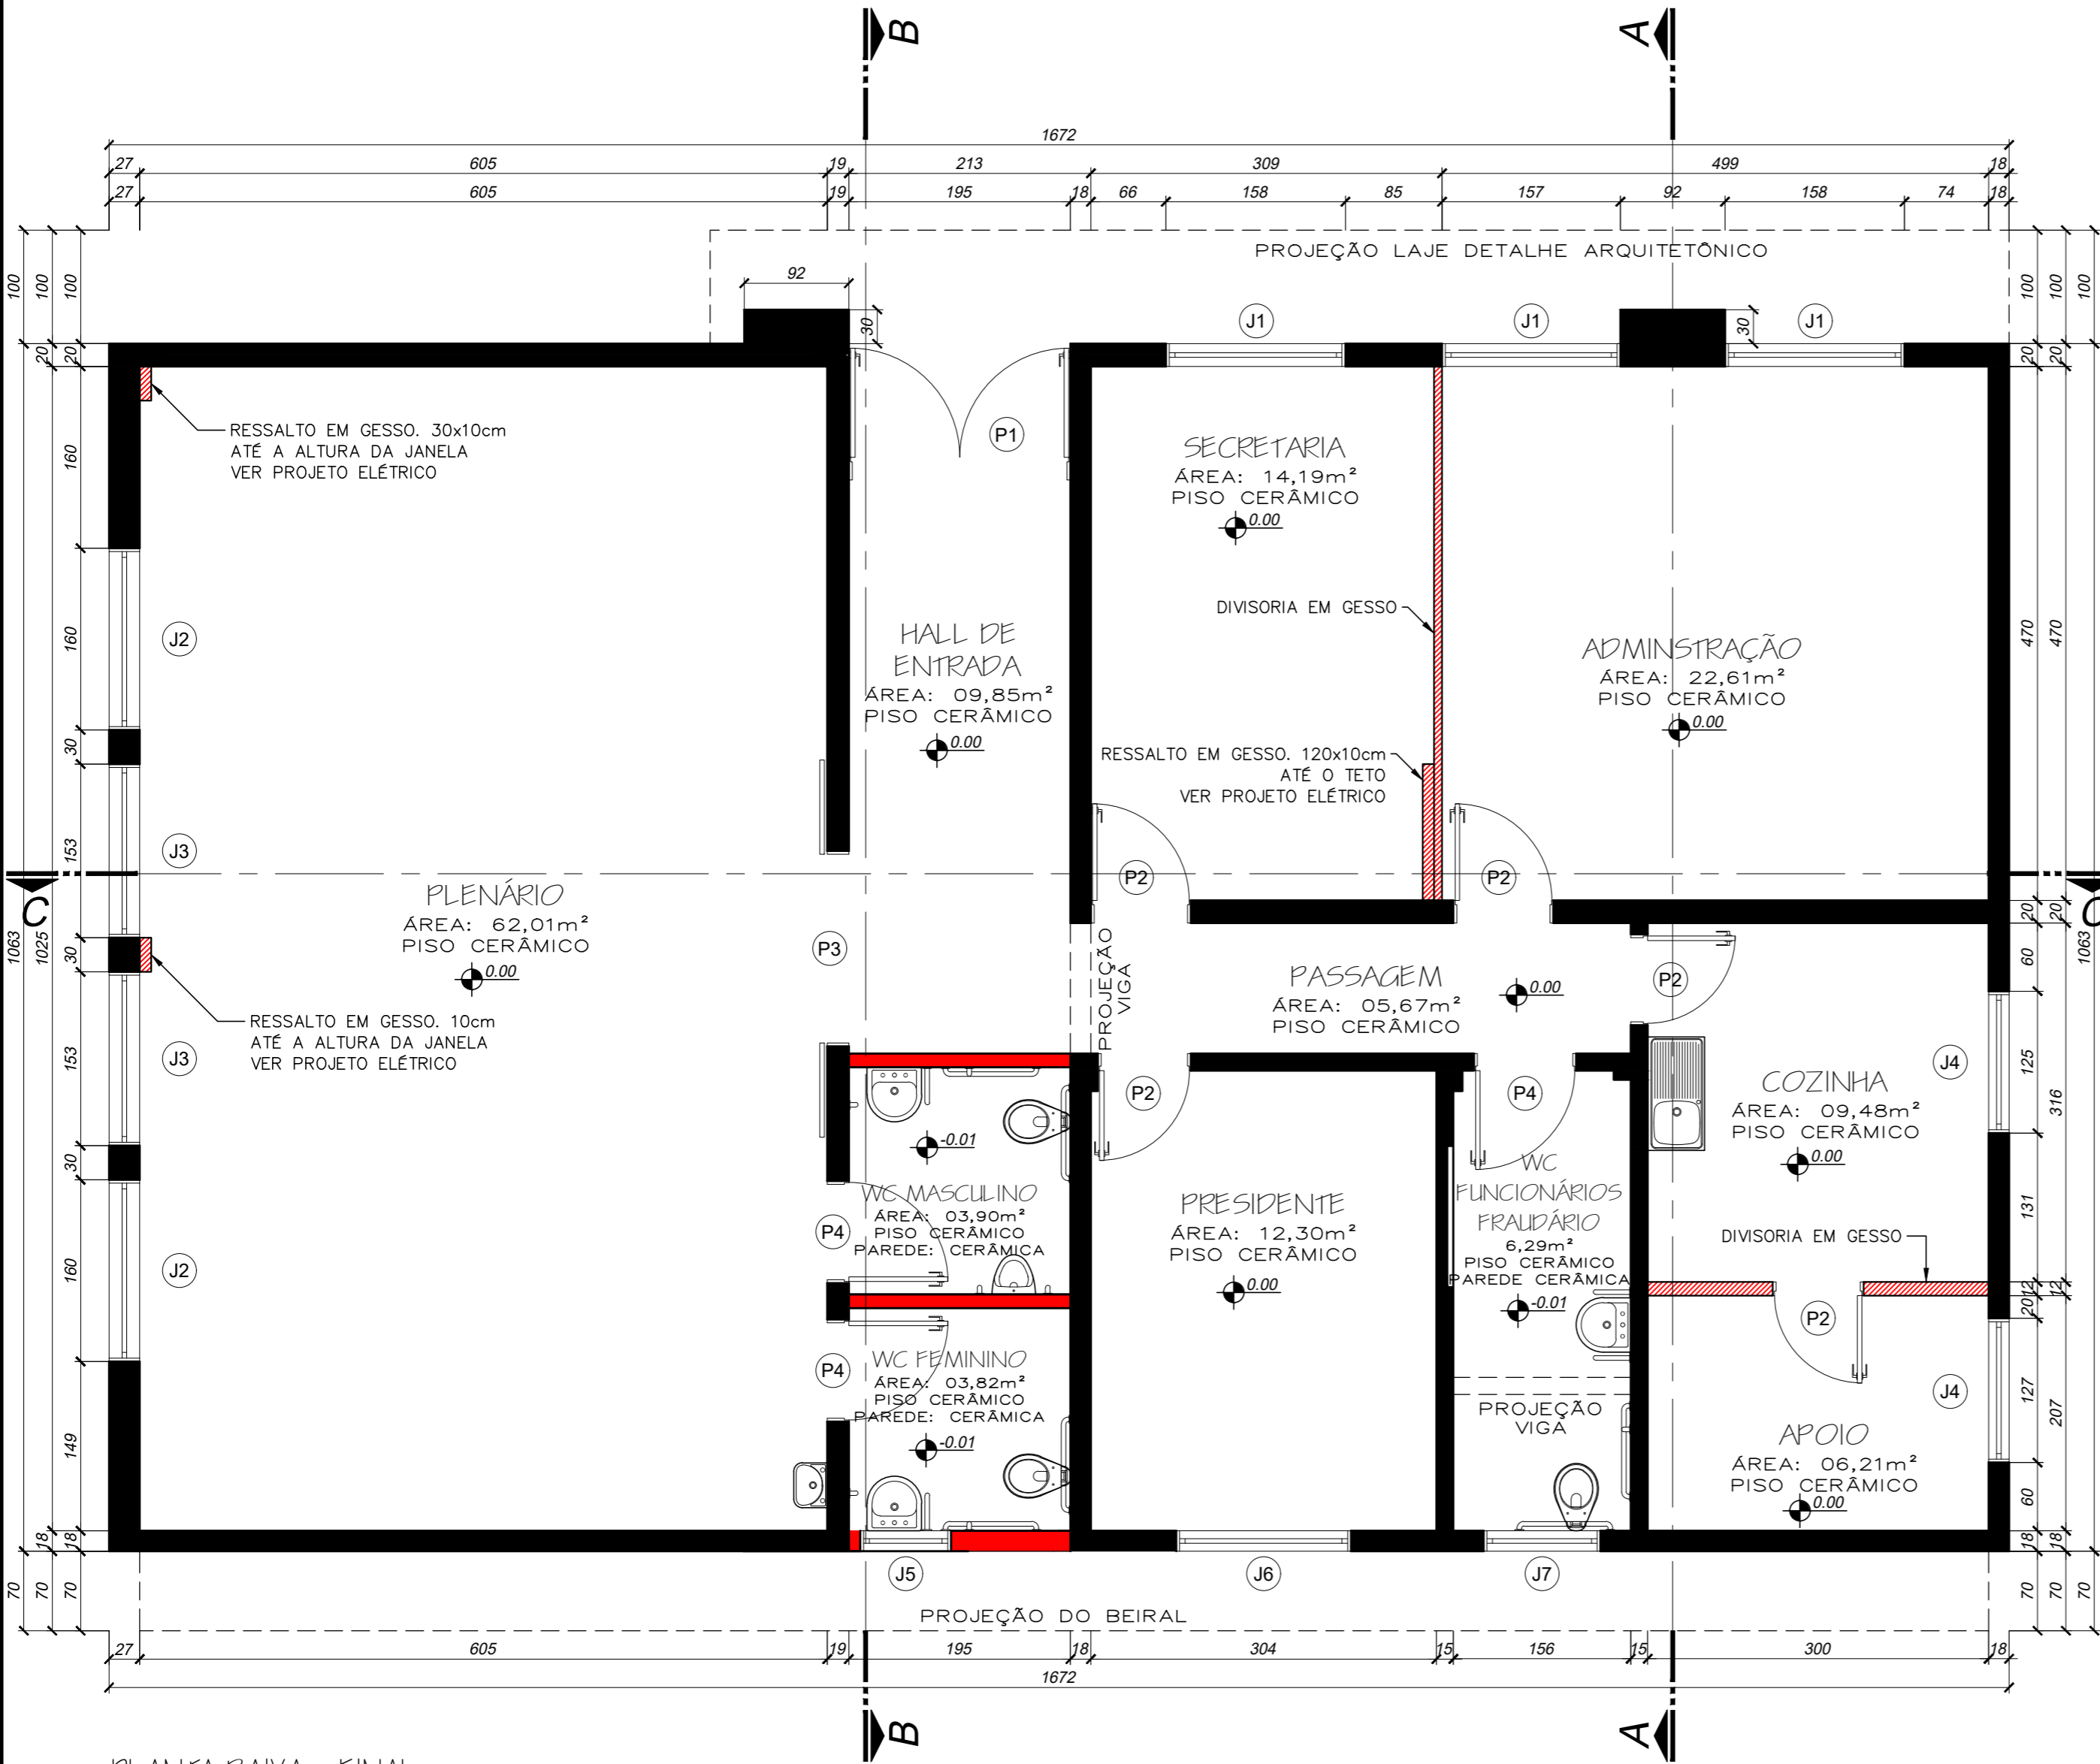 B
A
1672
27 605 19 213 309 499 18
27 605 19 195 18 66 158 85 157 92 158 74 18
PROJEÇÃO LAJE DETALHE ARQUITETÔNICO
92
30
30
J1
J1
J1
100 100 100
100 100 100
20 20
20 20
P1
RESSALTO EM GESSO. 30x10cm
ATÉ A ALTURA DA JANELA
VER PROJETO ELÉTRICO
160
SECRETARIA
ÁREA: 14,19m²
PISO CERÂMICO
0.00
DIVISORIA EM GESSO
J2
160
HALL DE
ENTRADA
ÁREA: 09,85m²
PISO CERÂMICO
0.00
ADMINSTRAÇÃO
ÁREA: 22,61m²
PISO CERÂMICO
0.00
470 470
30
RESSALTO EM GESSO. 120x10cm
ATÉ O TETO
VER PROJETO ELÉTRICO
J3
153
P2
P2
C
C
PLENÁRIO
ÁREA: 62,01m²
PISO CERÂMICO
0.00
1063 1025
30
P3
PROJEÇÃO
VIGA
PASSAGEM
ÁREA: 05,67m²
PISO CERÂMICO
0.00
P2
20 20
60
1063
RESSALTO EM GESSO. 10cm
ATÉ A ALTURA DA JANELA
VER PROJETO ELÉTRICO
J3
153
P2
P4
J4
125
316
COZINHA
ÁREA: 09,48m²
PISO CERÂMICO
0.00
-0.01
30
WC MASCULINO
ÁREA: 03,90m²
PISO CERÂMICO
PAREDE: CERÂMICA
P4
PRESIDENTE
ÁREA: 12,30m²
PISO CERÂMICO
0.00
WC
FUNCIONÁRIOS
FRAUDÁRIO
6,29m²
PISO CERÂMICO
PAREDE CERÂMICA
-0.01
131
DIVISORIA EM GESSO
J2
160
12 12
20
P2
P4
WC FEMININO
ÁREA: 03,82m²
PISO CERÂMICO
PAREDE: CERÂMICA
-0.01
PROJEÇÃO
VIGA
J4
127
207
APOIO
ÁREA: 06,21m²
PISO CERÂMICO
0.00
149
60
18 18
18 18
J5
J6
J7
70 70 70
70 70 70
PROJEÇÃO DO BEIRAL
27 605 19 195 18 304 15 156 15 300 18
1672
B
A
PLANTA BAIXA - FINAL